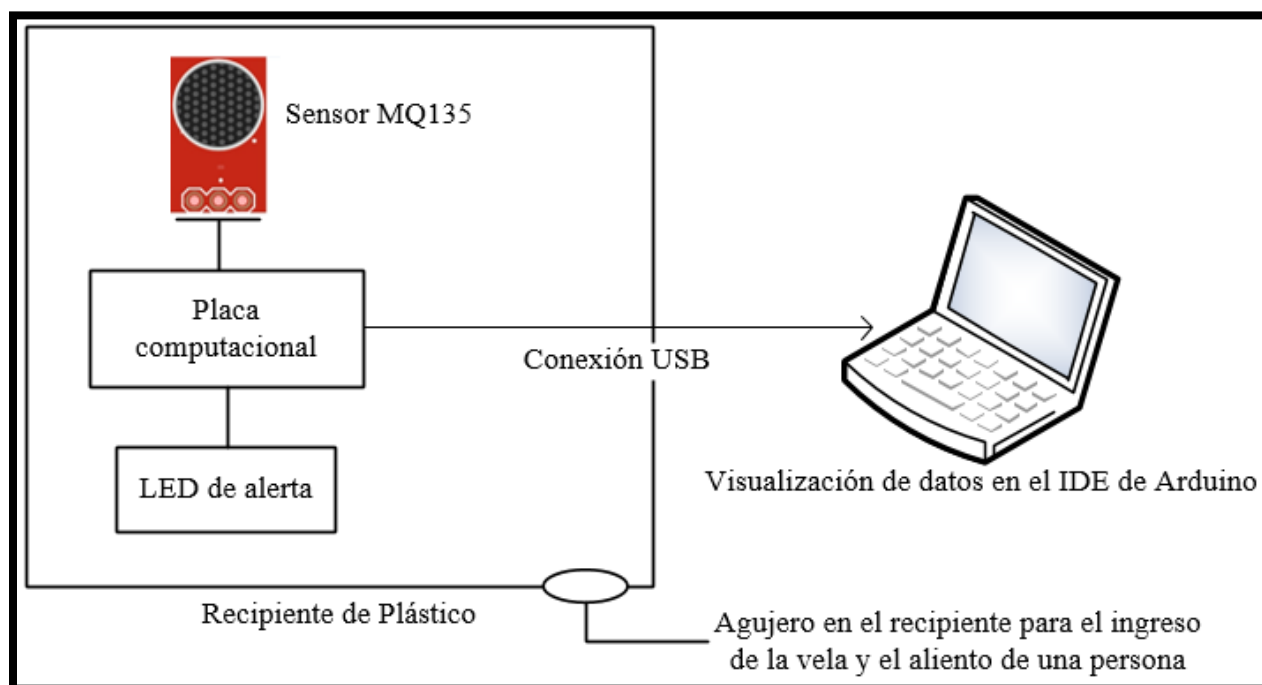 Sensor MQ135
Placa
computacional
Conexión USB
LED de alerta
Visualización de datos en el IDE de Arduino
Recipiente de Plástico
Agujero en el recipiente para el ingreso
de la vela y el aliento de una persona